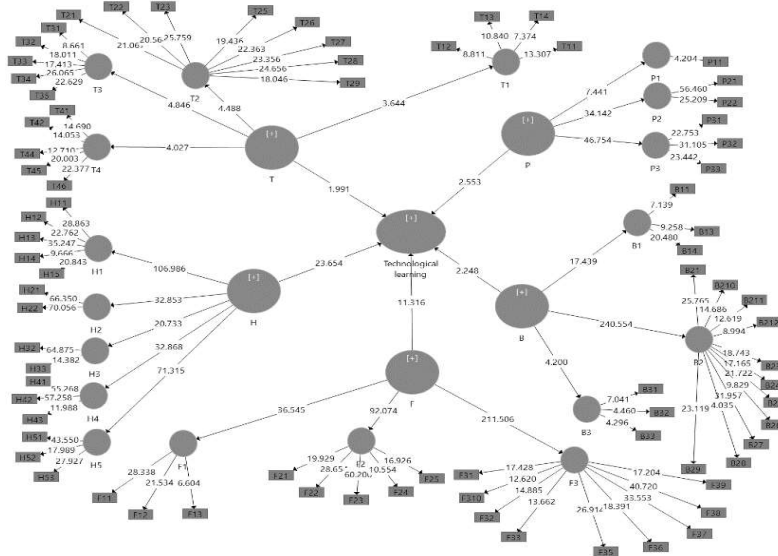 T21
T22
T23
T25
T26
T27
T28
T29
21.067
25.759
19.436
22.363
23.356
24.656
18.046
T2
T31
T32
T33
T34
T35
8.661
18.011
17.413
26.065
22.629
T3
T13
T14
T12
T11
10.840
7.374
8.811
13.307
T1
4.846
4.488
3.644
[+]
T
T41
T42
T44
T45
T46
14.690
14.053
20.003
22.377
T4
4.027
1.991
P1
4.204
P11
P21
P22
56.460
25.209
P2
P31
P32
P33
22.753
31.105
23.442
P3
7.441
34.142
46.754
[+]
P
2.553
[+]
Technological
learning
H11
H12
H13
H14
H15
28.863
22.762
35.247
9.666
20.843
H1
H21
H22
66.350
70.056
H2
H32
H33
64.875
14.382
H3
H41
H42
H43
55.268
57.258
11.988
H4
H51
H52
H53
43.550
17.989
27.927
H5
106.986
32.853
20.733
32.868
71.315
[+]
H
23.654
B11
B13
B14
7.139
9.258
20.480
B1
B21
B210
B211
B212
25.765
14.686
12.619
8.994
18.743
17.165
21.722
9.829
31.957
4.035
23.119
B2
B26
B27
B28
B29
17.439
240.554
4.200
[+]
B
2.248
B31
B32
B33
7.041
4.460
4.296
B3
11.316
[+]
F
36.545
92.074
211.506
F1
28.338
21.534
6.604
F11
F12
F13
19.929
60.200
10.554
16.926
F21
F22
F23
F24
F25
F3
17.428
12.620
14.885
13.662
26.914
18.391
33.553
40.720
17.204
F31
F310
F32
F33
F35
F36
F37
F38
F39